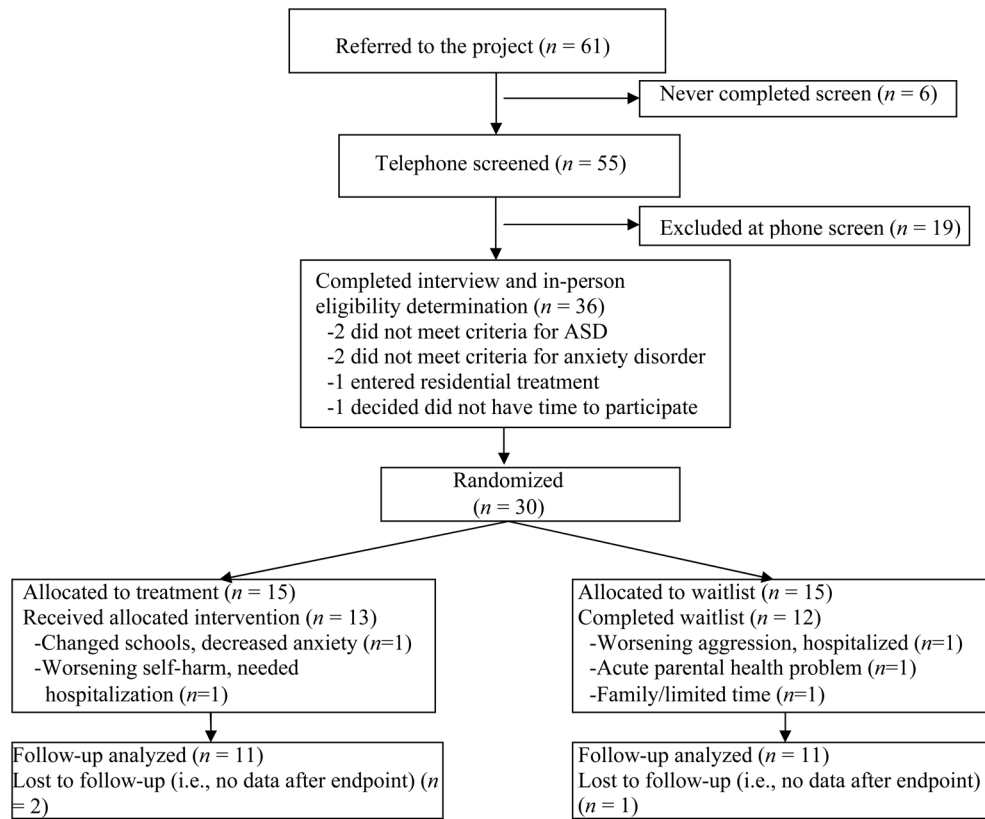 Referred to the project (n = 61)
Never completed screen (n = 6)
Telephone screened (n = 55)
Excluded at phone screen (n = 19)
Completed interview and in-person
eligibility determination (n = 36)
-2 did not meet criteria for ASD
-2 did not meet criteria for anxiety disorder
-1 entered residential treatment
-1 decided did not have time to participate
Randomized
(n = 30)
Allocated to treatment (n = 15)
Received allocated intervention (n = 13)
-Changed schools, decreased anxiety (n=1)
-Worsening self-harm, needed
hospitalization (n=1)
Allocated to waitlist (n = 15)
Completed waitlist (n = 12)
-Worsening aggression, hospitalized (n=1)
-Acute parental health problem (n=1)
-Family/limited time (n=1)
Follow-up analyzed (n = 11)
Lost to follow-up (i.e., no data after endpoint) (n
= 2)
Follow-up analyzed (n = 11)
Lost to follow-up (i.e., no data after endpoint)
(n = 1)